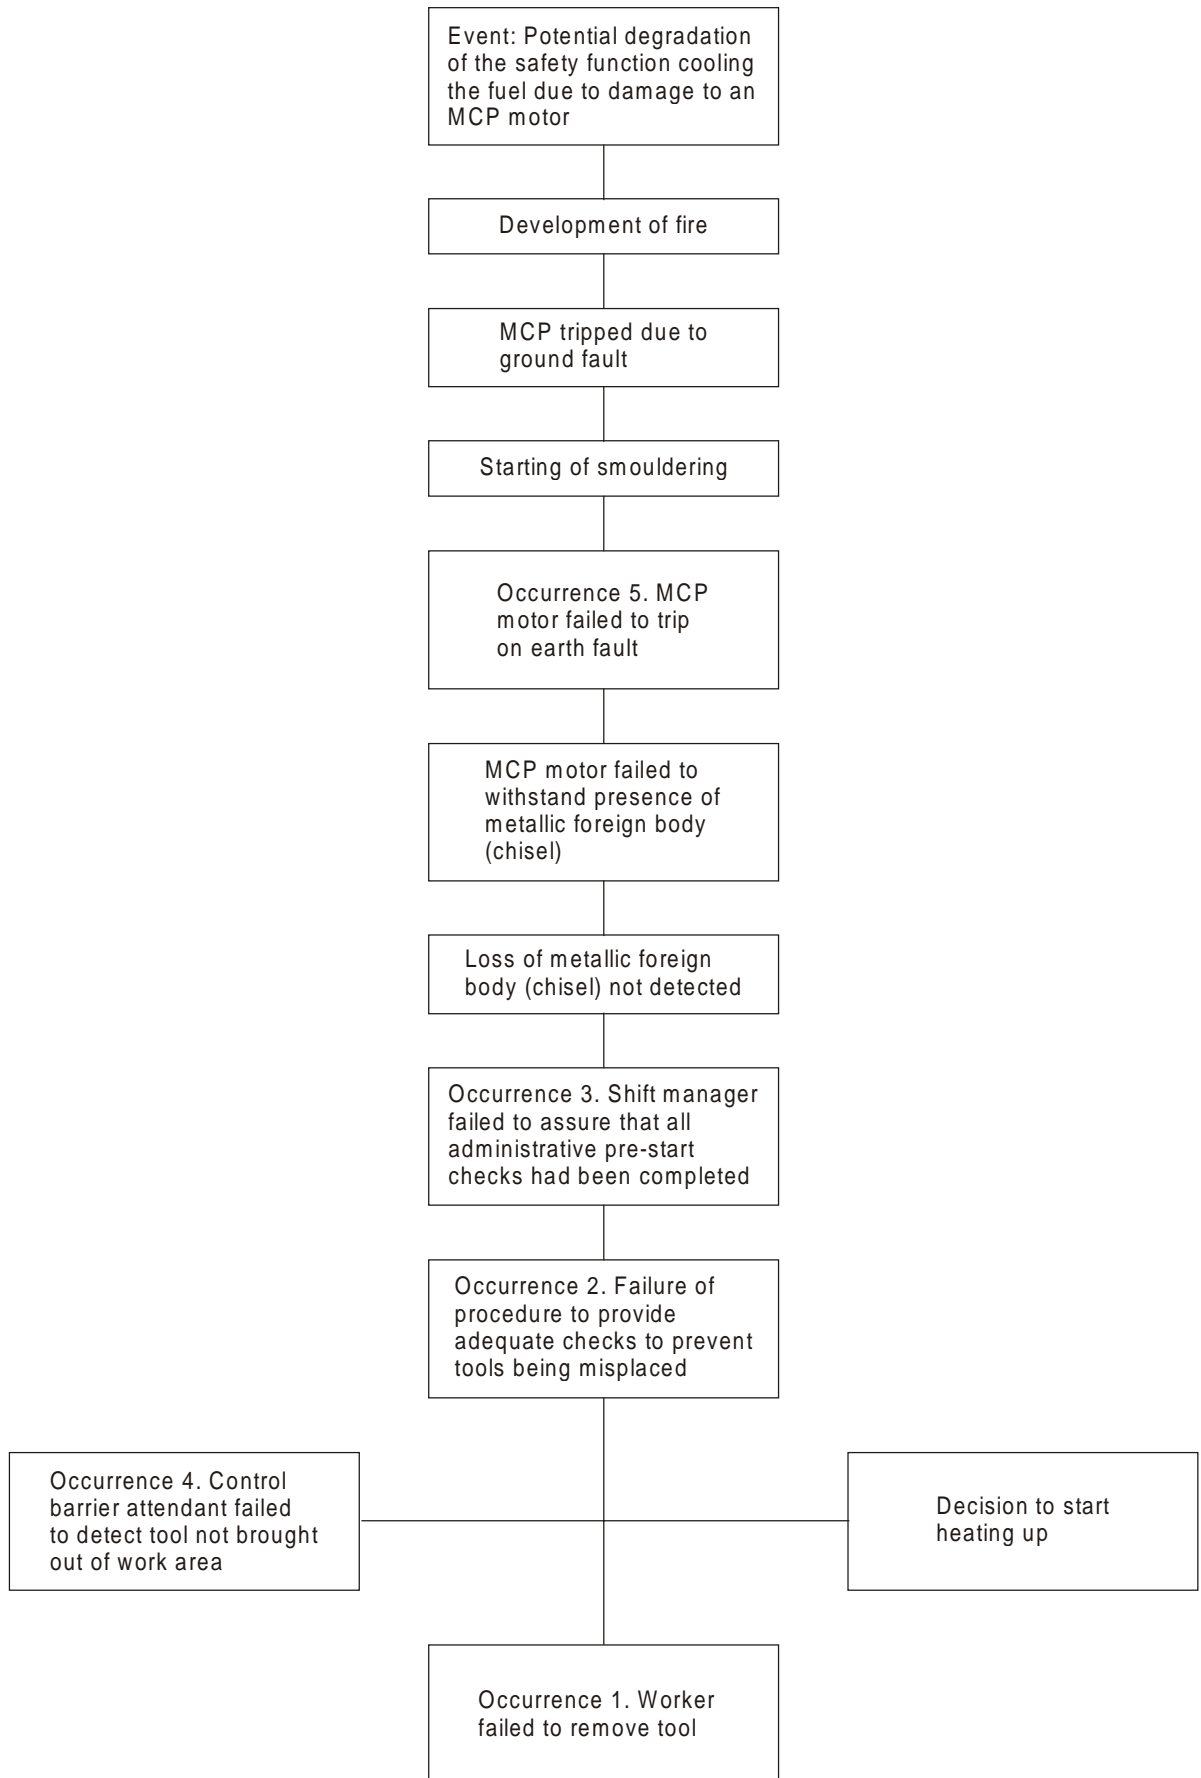 Event: Potential degradation
of the safety function cooling
the fuel due to damage to an
MCP motor
Development of fire
MCP tripped due to
ground fault
Starting of smouldering
Occurrence 5. MCP
motor failed to trip
on earth fault
MCP motor failed to
withstand presence of
metallic foreign body
(chisel)
Loss of metallic foreign
body (chisel) not detected
Occurrence 3. Shift manager
failed to assure that all
administrative pre-start
checks had been completed
Occurrence 2. Failure of
procedure to provide
adequate checks to prevent
tools being misplaced
Occurrence 4. Control
barrier attendant failed
to detect tool not brought
out of work area
Decision to start
heating up
Occurrence 1. Worker
failed to remove tool